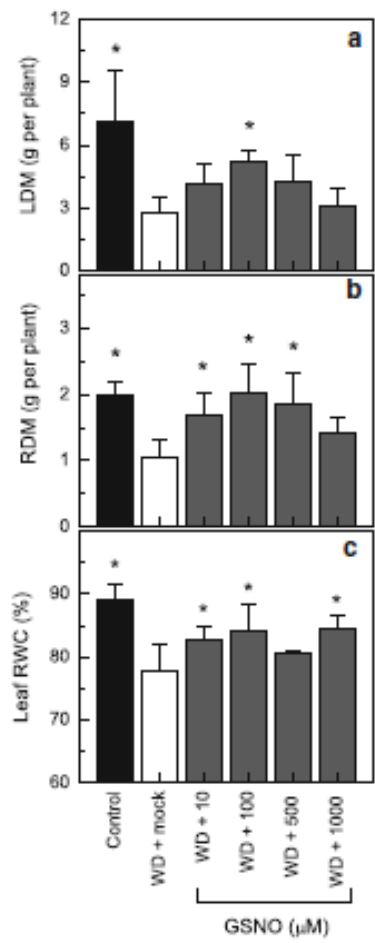 a
12
9
6
3
0
LDM (g per plant)
*
*
b
3
2
1
0
RDM (g per plant)
*
*
*
*
c
90
80
70
60
Leaf RWC (%)
*
*
*
*
Control
WD + mock
WD + 10
WD + 100
WD + 500
WD + 1000
GSNO (μM)